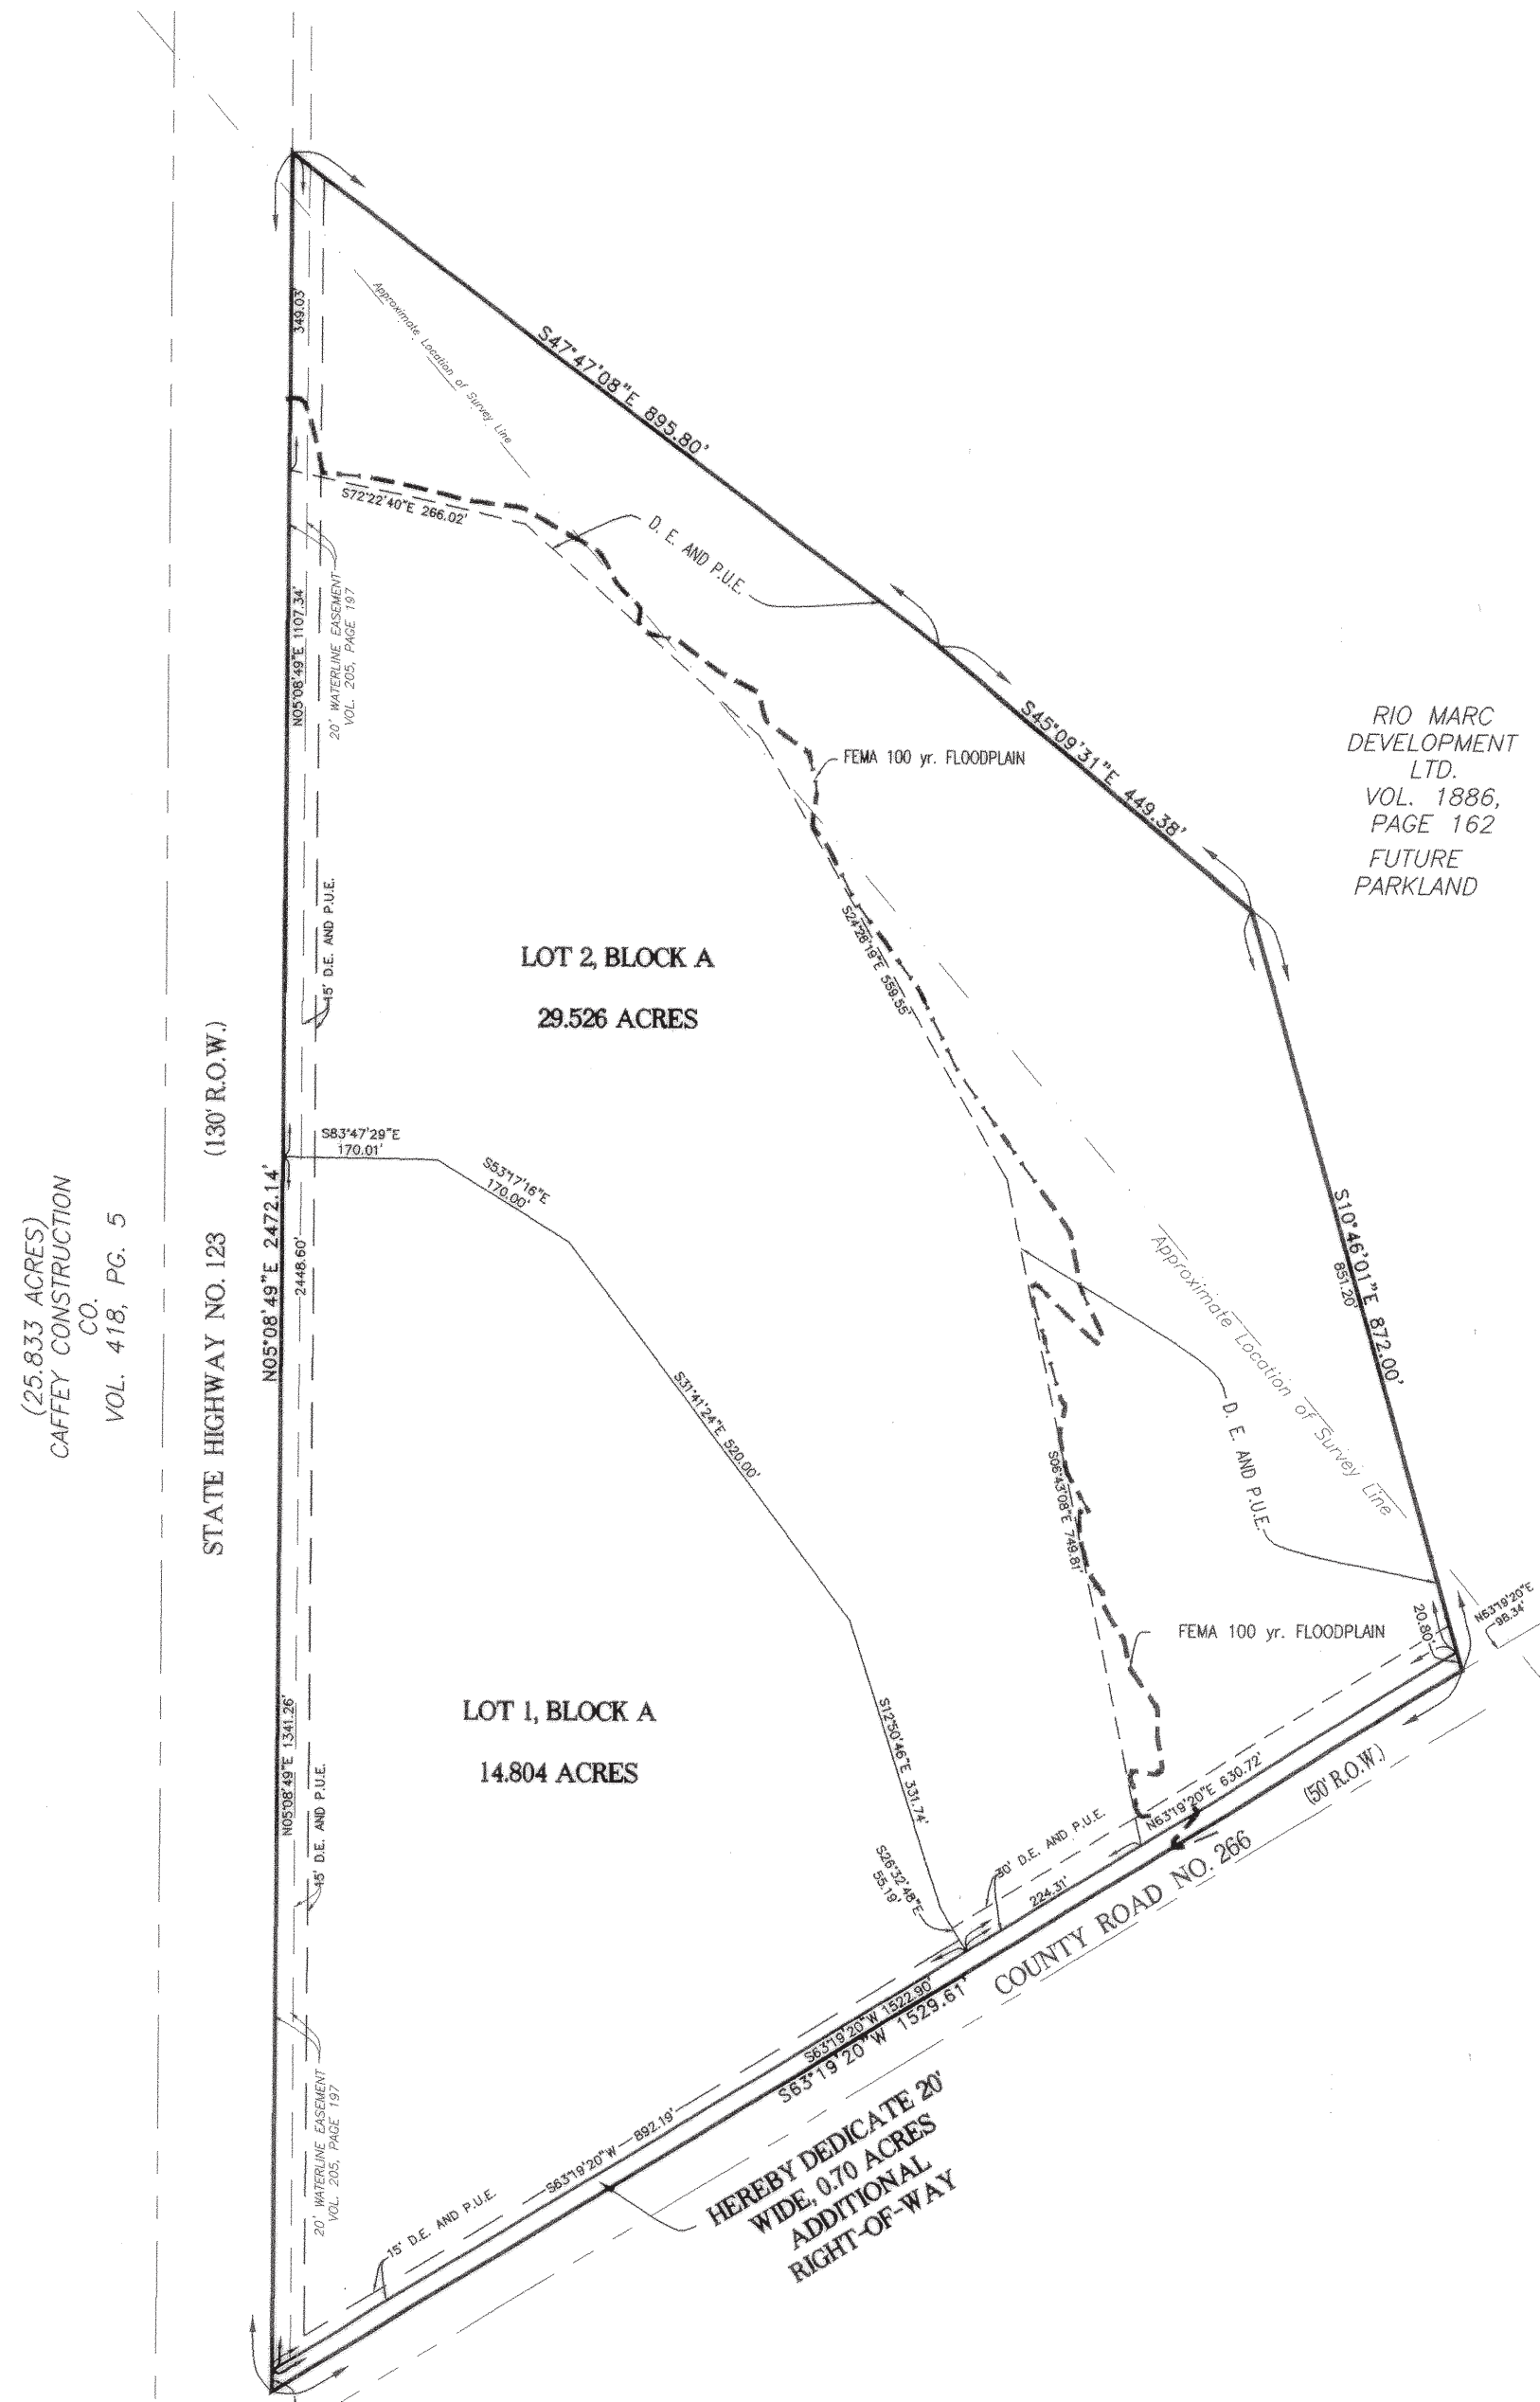 349.03'
Approximate Location of Survey Line
S47°47'08"E 895.80'
S72°22'40"E 266.02'
D. E. AND P.U.E.
N05°08'49"E 1107.34'
20' WATERLINE EASEMENT
VOL. 205, PAGE 197
FEMA 100 yr. FLOODPLAIN
S45°09'31"E 449.38'
RIO MARC
DEVELOPMENT
LTD.
VOL. 1886,
PAGE 162
FUTURE
PARKLAND
15' D.E. AND P.U.E.
S24°28'19"E 559.55'
LOT 2, BLOCK A
29.526 ACRES
(25.833 ACRES)
CAFFEY CONSTRUCTION
CO.
VOL. 418, PG. 5
STATE HIGHWAY NO. 123 (130' R.O.W.)
N05°08'49"E 2472.14'
2448.60'
S83°47'29"E
170.01'
S53°17'16"E
170.00'
S31°41'24"E 520.00'
S10°46'01"E 872.00'
851.20'
Approximate Location of Survey Line
D. E. AND P.U.E.
S06°43'08"E 749.81'
FEMA 100 yr. FLOODPLAIN
20.80'
N63°19'20"E
98.34'
N05°08'49"E 1341.26'
15' D.E. AND P.U.E.
LOT 1, BLOCK A
14.804 ACRES
S12°50'46"E 331.74'
S26°32'48"E
55.19'
30' D.E. AND P.U.E.
N63°19'20"E 630.72'
224.31'
(50' R.O.W.)
COUNTY ROAD NO. 266
S63°19'20"W 1522.90'
S63°19'20"W 1529.61'
20' WATERLINE EASEMENT
VOL. 205, PAGE 197
S63°19'20"W 892.19'
15' D.E. AND P.U.E.
HEREBY DEDICATE 20'
WIDE, 0.70 ACRES
ADDITIONAL
RIGHT-OF-WAY